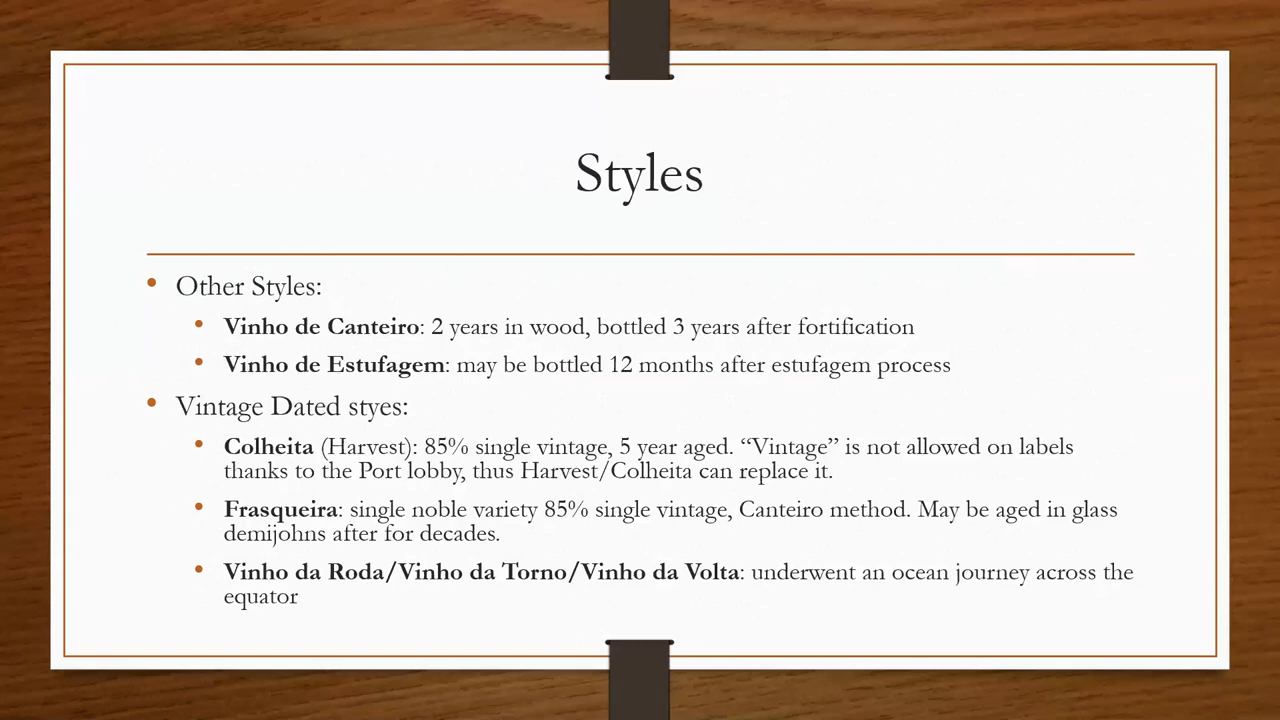 Styles
• Other Styles:
• Vinho de Canteiro: 2 years in wood, bottled 3 years after fortification
• Vinho de Estufagem: may be bottled 12 months after estufagem process
• Vintage Dated styes:
• Colheita (Harvest): 85% single vintage, 5 year aged. “Vintage” is not allowed on labels
thanks to the Port lobby, thus Harvest/Colheita can replace it.
• Frasqueira: single noble variety 85% single vintage, Canteiro method. May be aged in glass
demijohns after for decades.
• Vinho da Roda/Vinho da Torno/Vinho da Volta: underwent an ocean journey across the
equator